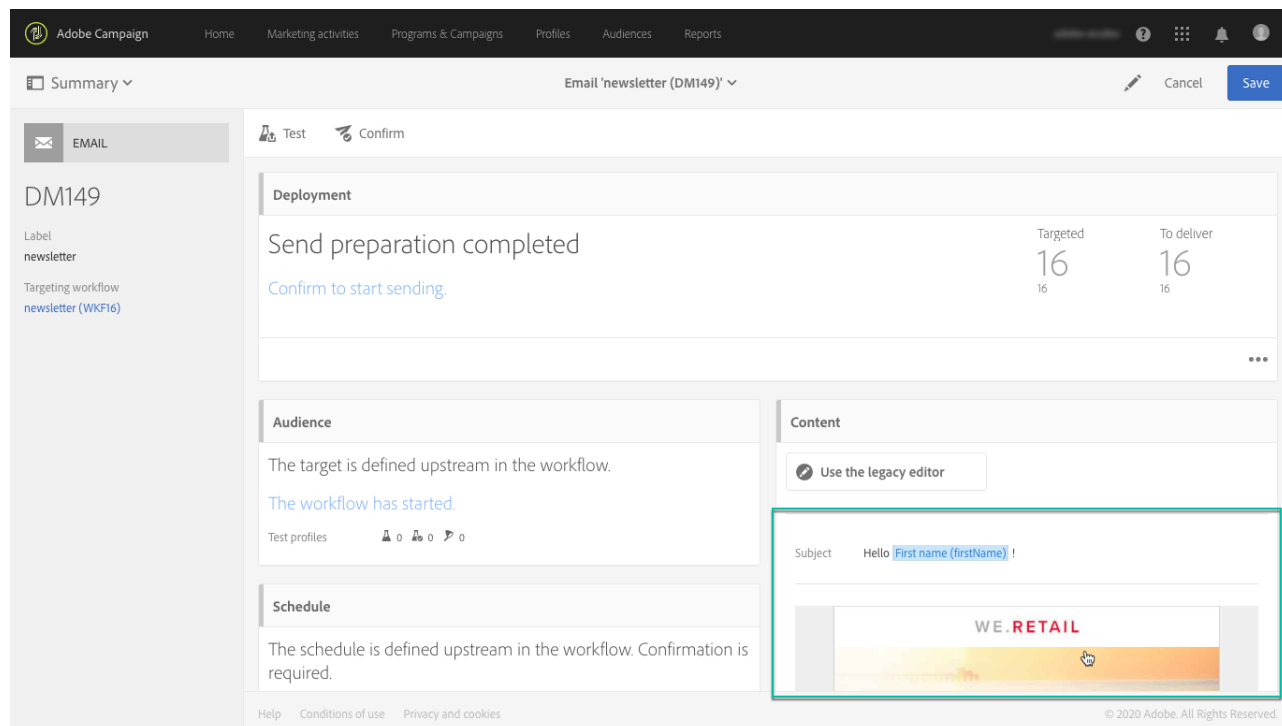 Adobe Campaign Home Marketing activities Programs & Campaigns Profiles Audiences Reports
Summary Email 'newsletter (DM149)' Cancel Save
EMAIL
Test Confirm
DM149
Label
newsletter
Targeting workflow
newsletter (WKF16)
Deployment
Send preparation completed
Confirm to start sending.
Targeted To deliver
16 16
16 16
Audience
The target is defined upstream in the workflow.
The workflow has started.
Test profiles 0 0 0
Schedule
The schedule is defined upstream in the workflow. Confirmation is
required.
Content
Use the legacy editor
Subject Hello First name (firstName) !
WE.RETAIL
Help Conditions of use Privacy and cookies © 2020 Adobe. All Rights Reserved.